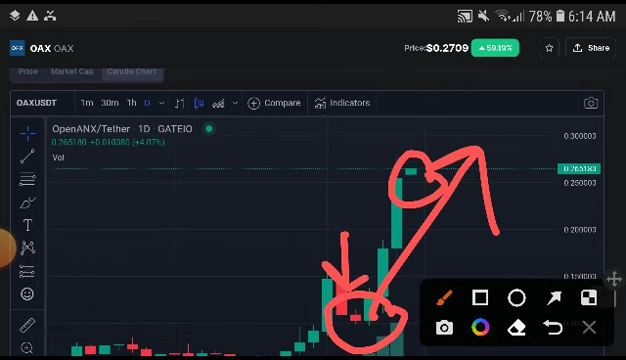 78% 6:14 AM
OAX OAX Price:$0.2709 59.19% Share
Price Market Cap Candle Chart
OAXUSDT 1m 30m 1h D Compare Indicators
OpenANX/Tether 1D GATEIO
0.265180 +0.010380 (+4.07%)
Vol
0.300000
0.265180
0.250000
0.200000
0.150000